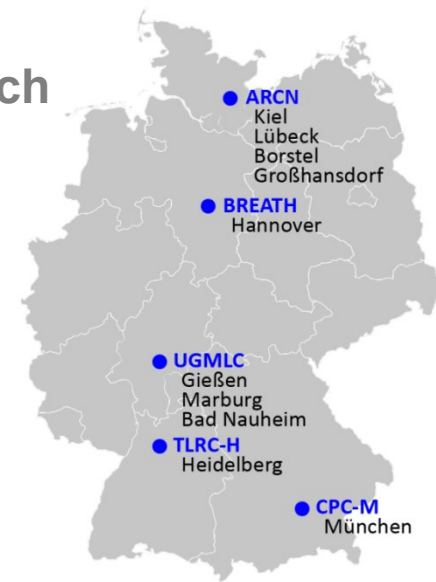 ch
ARCN
Kiel
Lübeck
Borstel
Großhansdorf
BREATH
Hannover
UGMLC
Gießen
Marburg
Bad Nauheim
TLRC-H
Heidelberg
CPC-M
München